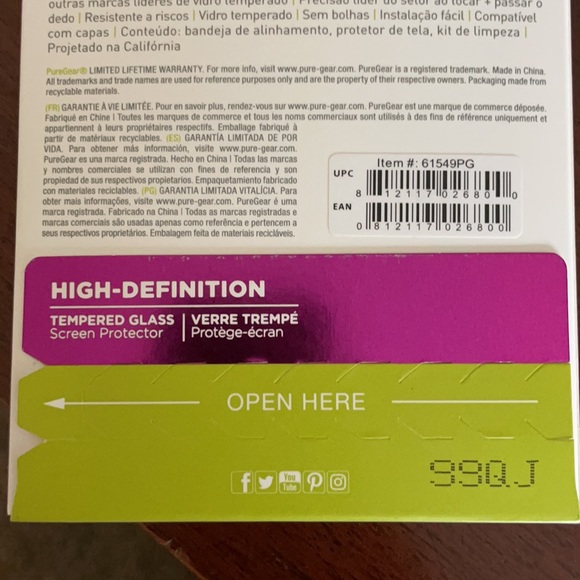 outras marcas líderes de vidro temperado | Precisão líder do setor ao tocar + passar o
dedo | Resistente a riscos | Vidro temperado | Sem bolhas | Instalação fácil | Compatível
com capas | Conteúdo: bandeja de alinhamento, protetor de tela, kit de limpeza |
Projetado na Califórnia
PureGear® LIMITED LIFETIME WARRANTY. For more info, visit www.pure-gear.com. PureGear is a registered trademark. Made in China.
All trademarks and trade names are used for reference purposes only and are the property of their respective owners. Packaging made from
recyclable materials.
(FR) GARANTIE À VIE LIMITÉE. Pour en savoir plus, rendez-vous sur www.pure-gear.com. PureGear est une marque de commerce déposée.
Fabriqué en Chine | Toutes les marques de commerce et tous les noms commerciaux sont utilisés à des fins de référence uniquement et
appartiennent à leurs propriétaires respectifs. Emballage fabriqué à
partir de matériaux recyclables. (ES) GARANTÍA LIMITADA DE POR
VIDA. Para obtener más información, visite www.pure-gear.com.
PureGear es una marca registrada. Hecho en China | Todas las marcas
y nombres comerciales se utilizan con fines de referencia y son
propiedad de sus respectivos propietarios. Empaquetamiento fabricado
con materiales reciclables. (PG) GARANTIA LIMITADA VITALÍCIA. Para
obter mais informações, visite www.pure-gear.com. PureGear é uma
marca registrada. Fabricado na China | Todas as marcas registradas e
marcas comerciais são usadas apenas como referência e pertencem a
seus respectivos proprietários. Embalagem feita de materiais recicláveis.
Item #: 61549PG
UPC
8 12117 02680 0
EAN
0 812117 026800
HIGH-DEFINITION
TEMPERED GLASS | VERRE TREMPÉ
Screen Protector | Protège-écran
OPEN HERE
f You Tube
99QJ